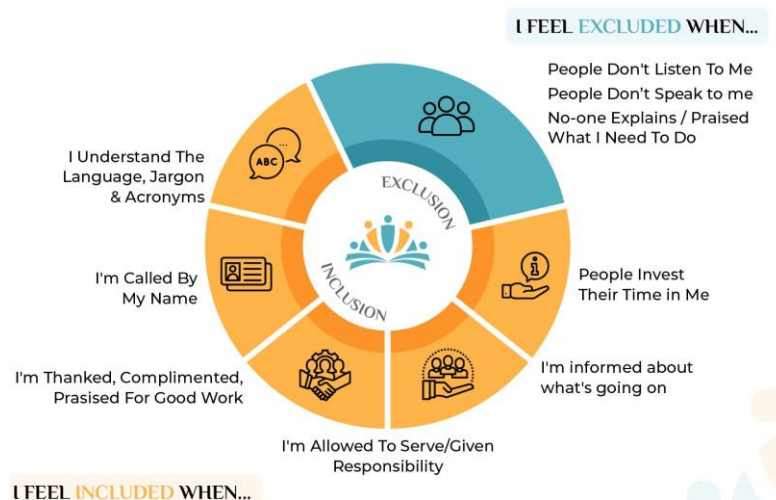 I FEEL EXCLUDED WHEN...
People Don't Listen To Me
People Don't Speak to me
No-one Explains / Praised
What I Need To Do
I Understand The
Language, Jargon
& Acronyms
ABC
...
EXCLUSION
INCLUSION
I'm Called By
My Name
i
People Invest
Their Time in Me
I'm Thanked, Complimented,
Prasised For Good Work
I'm informed about
what's going on
I'm Allowed To Serve/Given
Responsibility
I FEEL INCLUDED WHEN...